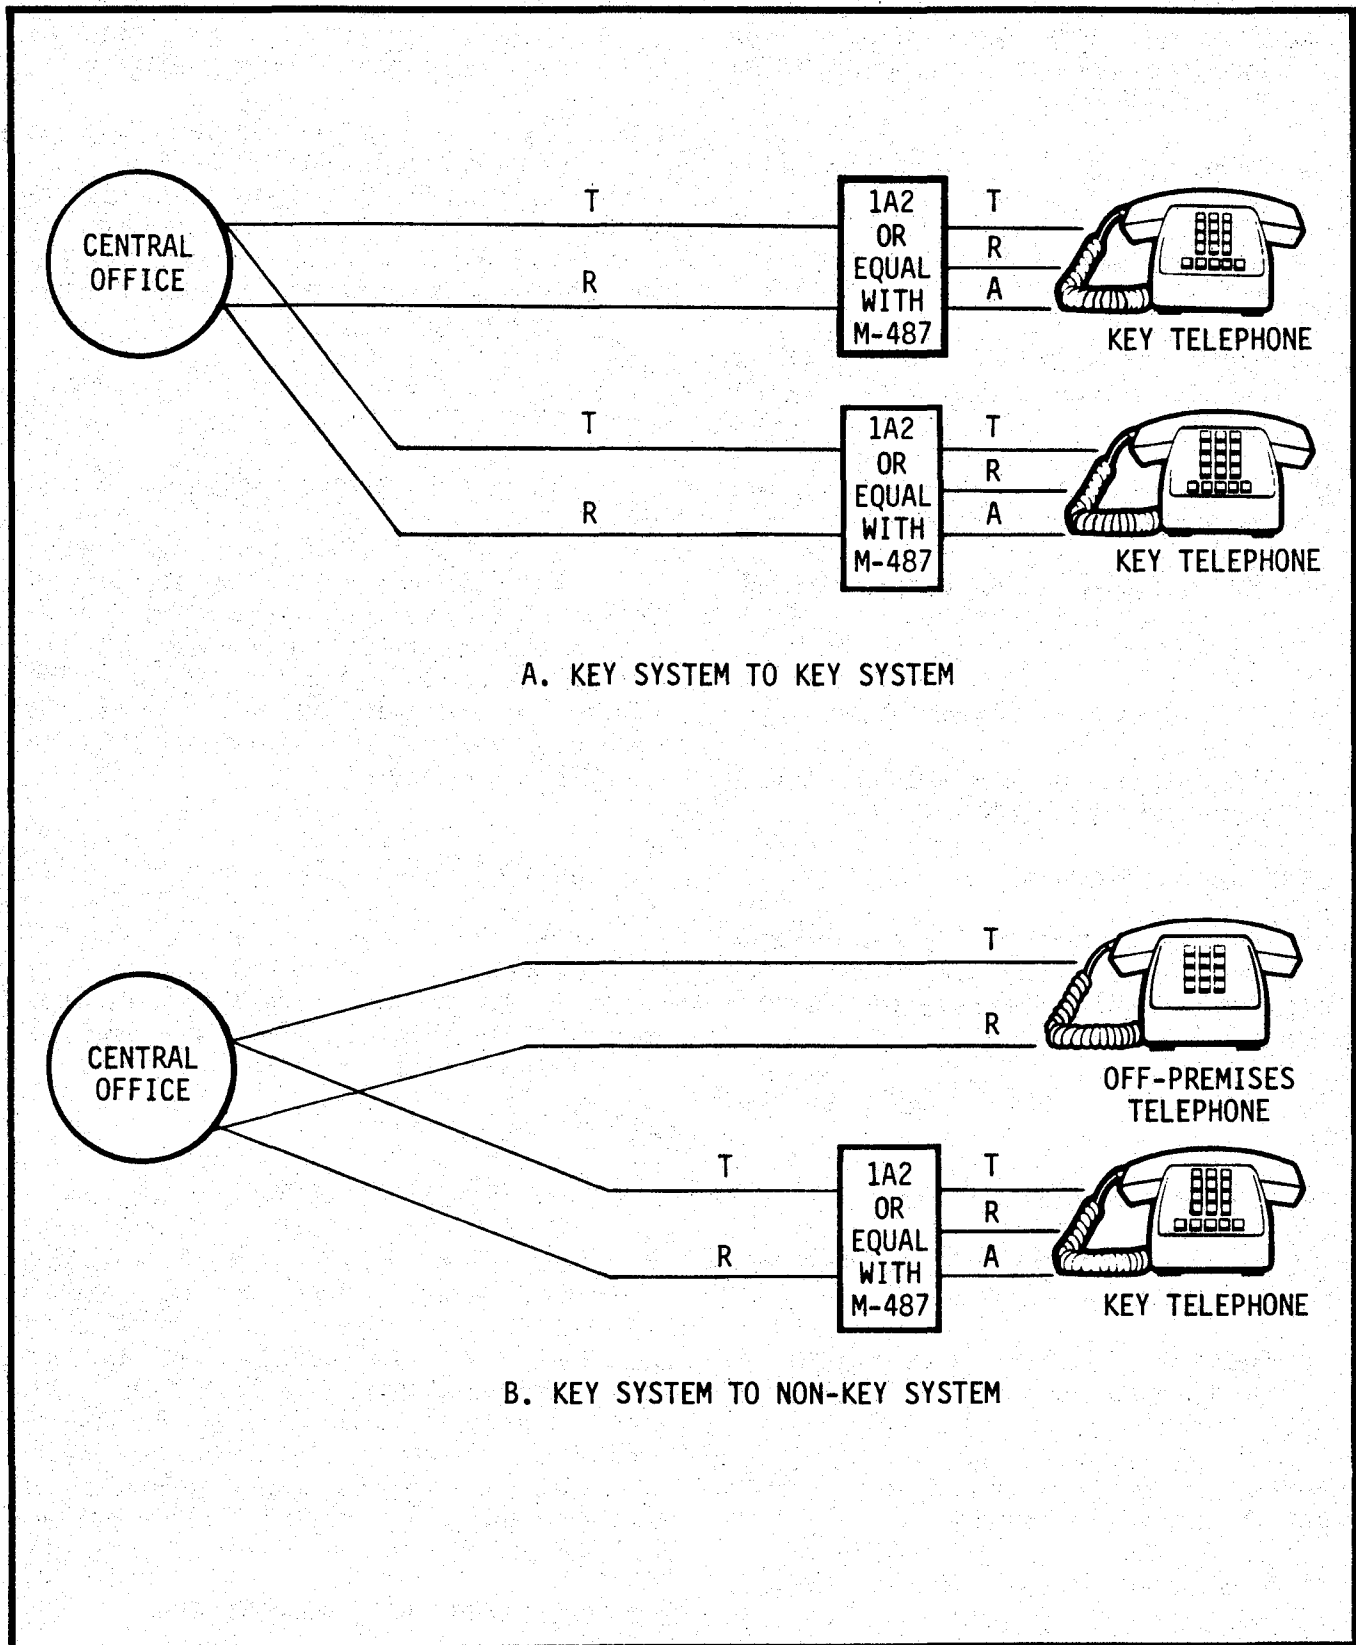 T
R
CENTRAL
OFFICE
1A2
OR
EQUAL
WITH
M-487
T
R
A
KEY TELEPHONE
T
R
1A2
OR
EQUAL
WITH
M-487
T
R
A
KEY TELEPHONE
A. KEY SYSTEM TO KEY SYSTEM
CENTRAL
OFFICE
T
R
OFF-PREMISES
TELEPHONE
T
R
1A2
OR
EQUAL
WITH
M-487
T
R
A
KEY TELEPHONE
B. KEY SYSTEM TO NON-KEY SYSTEM